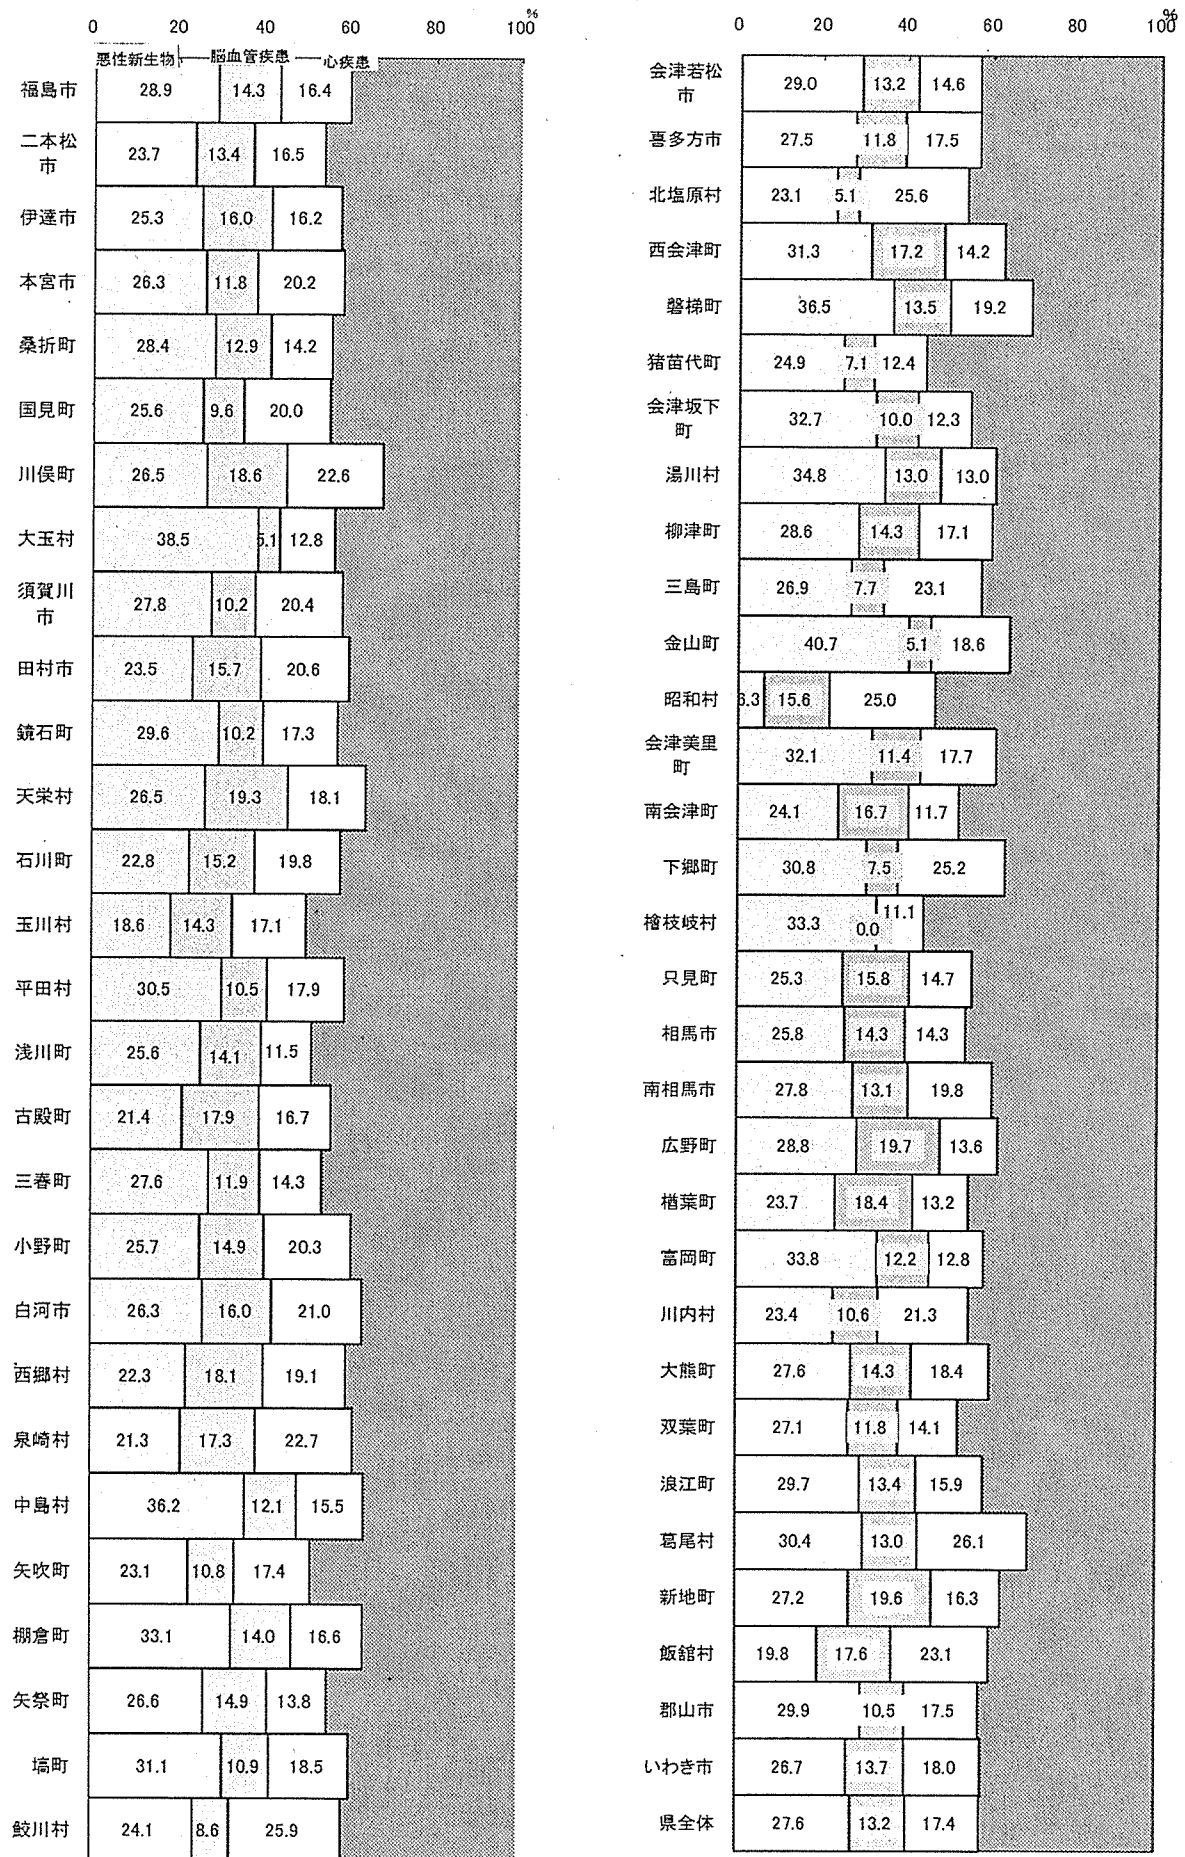 0 20 40 60 80 100 %
悪性新生物 脳血管疾患 心疾患
福島市 28.9 14.3 16.4
二本松市 23.7 13.4 16.5
伊達市 25.3 16.0 16.2
本宮市 26.3 11.8 20.2
桑折町 28.4 12.9 14.2
国見町 25.6 9.6 20.0
川俣町 26.5 18.6 22.6
大玉村 38.5 5.1 12.8
須賀川市 27.8 10.2 20.4
田村市 23.5 15.7 20.6
鏡石町 29.6 10.2 17.3
天栄村 26.5 19.3 18.1
石川町 22.8 15.2 19.8
玉川村 18.6 14.3 17.1
平田村 30.5 10.5 17.9
浅川町 25.6 14.1 11.5
古殿町 21.4 17.9 16.7
三春町 27.6 11.9 14.3
小野町 25.7 14.9 20.3
白河市 26.3 16.0 21.0
西郷村 22.3 18.1 19.1
泉崎村 21.3 17.3 22.7
中島村 36.2 12.1 15.5
矢吹町 23.1 10.8 17.4
棚倉町 33.1 14.0 16.6
矢祭町 26.6 14.9 13.8
塙町 31.1 10.9 18.5
鮫川村 24.1 8.6 25.9
0 20 40 60 80 100 %
会津若松市 29.0 13.2 14.6
喜多方市 27.5 11.8 17.5
北塩原村 23.1 5.1 25.6
西会津町 31.3 17.2 14.2
磐梯町 36.5 13.5 19.2
猪苗代町 24.9 7.1 12.4
会津坂下町 32.7 10.0 12.3
湯川村 34.8 13.0 13.0
柳津町 28.6 14.3 17.1
三島町 26.9 7.7 23.1
金山町 40.7 5.1 18.6
昭和村 6.3 15.6 25.0
会津美里町 32.1 11.4 17.7
南会津町 24.1 16.7 11.7
下郷町 30.8 7.5 25.2
檜枝岐村 33.3 0.0 11.1
只見町 25.3 15.8 14.7
相馬市 25.8 14.3 14.3
南相馬市 27.8 13.1 19.8
広野町 28.8 19.7 13.6
楢葉町 23.7 18.4 13.2
富岡町 33.8 12.2 12.8
川内村 23.4 10.6 21.3
大熊町 27.6 14.3 18.4
双葉町 27.1 11.8 14.1
浪江町 29.7 13.4 15.9
葛尾村 30.4 13.0 26.1
新地町 27.2 19.6 16.3
飯舘村 19.8 17.6 23.1
郡山市 29.9 10.5 17.5
いわき市 26.7 13.7 18.0
県全体 27.6 13.2 17.4